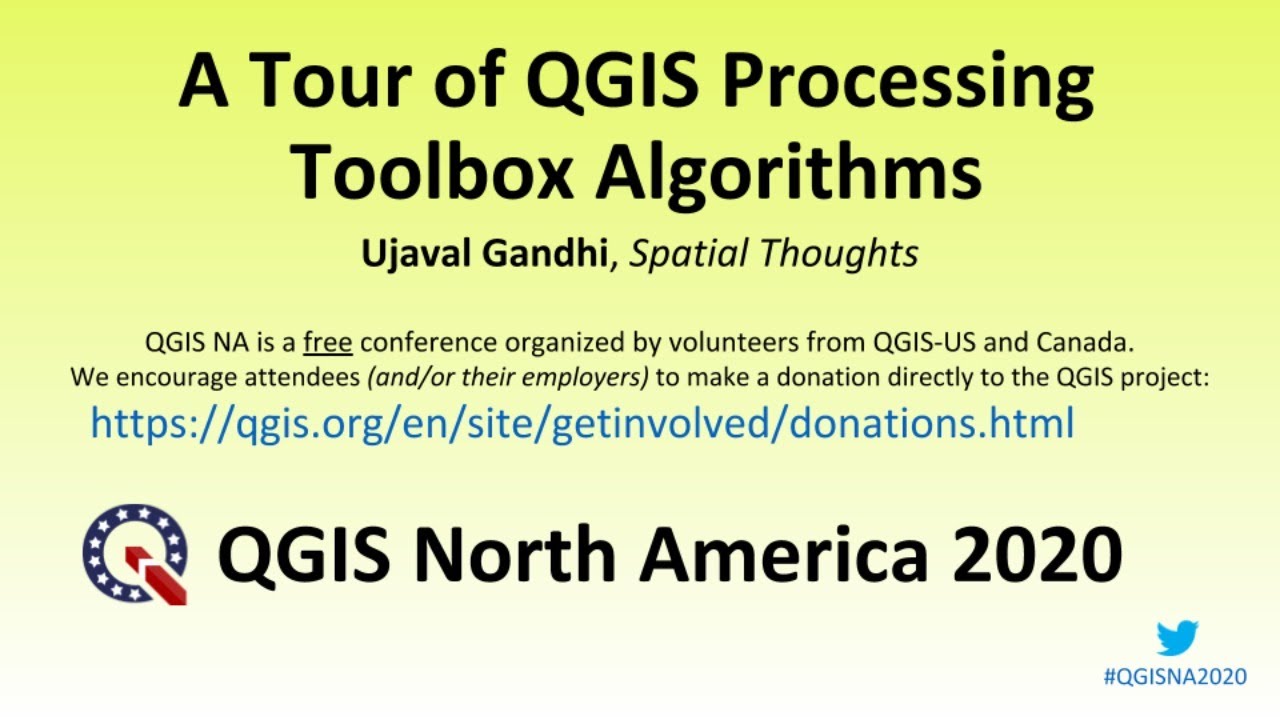 A Tour of QGIS Processing
Toolbox Algorithms
Ujaval Gandhi, Spatial Thoughts
QGIS NA is a free conference organized by volunteers from QGIS-US and Canada.
We encourage attendees (and/or their employers) to make a donation directly to the QGIS project:
https://qgis.org/en/site/getinvolved/donations.html
QGIS North America 2020
#QGISNA2020